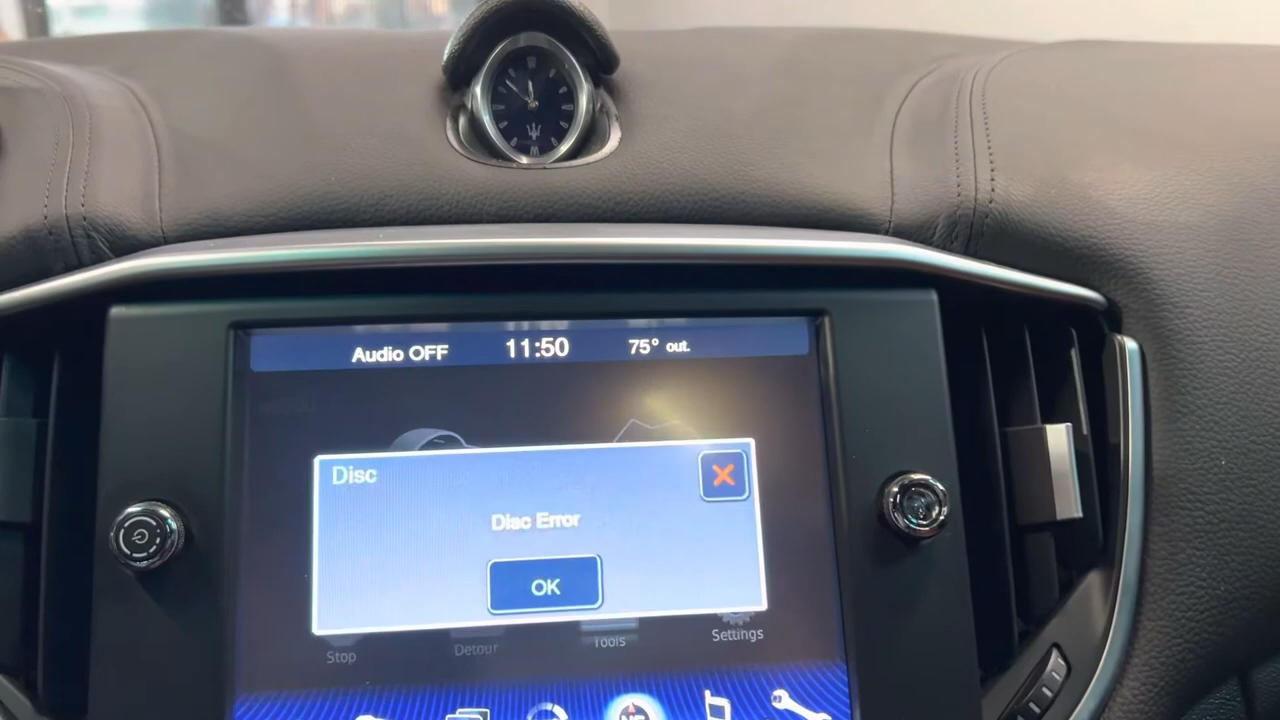 Audio OFF 11:50 75° out.
Disc
Disc Error
OK
Stop Detour Tools Settings